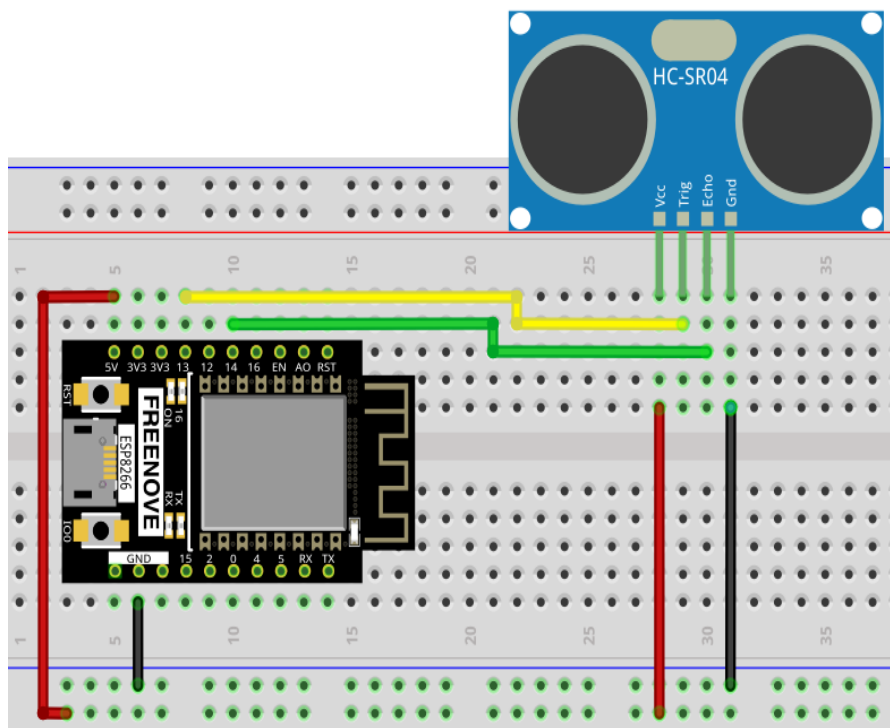 HC-SR04
Vcc Trig Echo Gnd
1 5 10 15 20 25 30 35
5V 3V3 3V3 13 12 14 16 EN AO RST
RST
ON 16
FREENOVE
ESP8266
RX TX
IO0
GND 15 2 0 4 5 RX TX
1 5 10 15 20 25 30 35